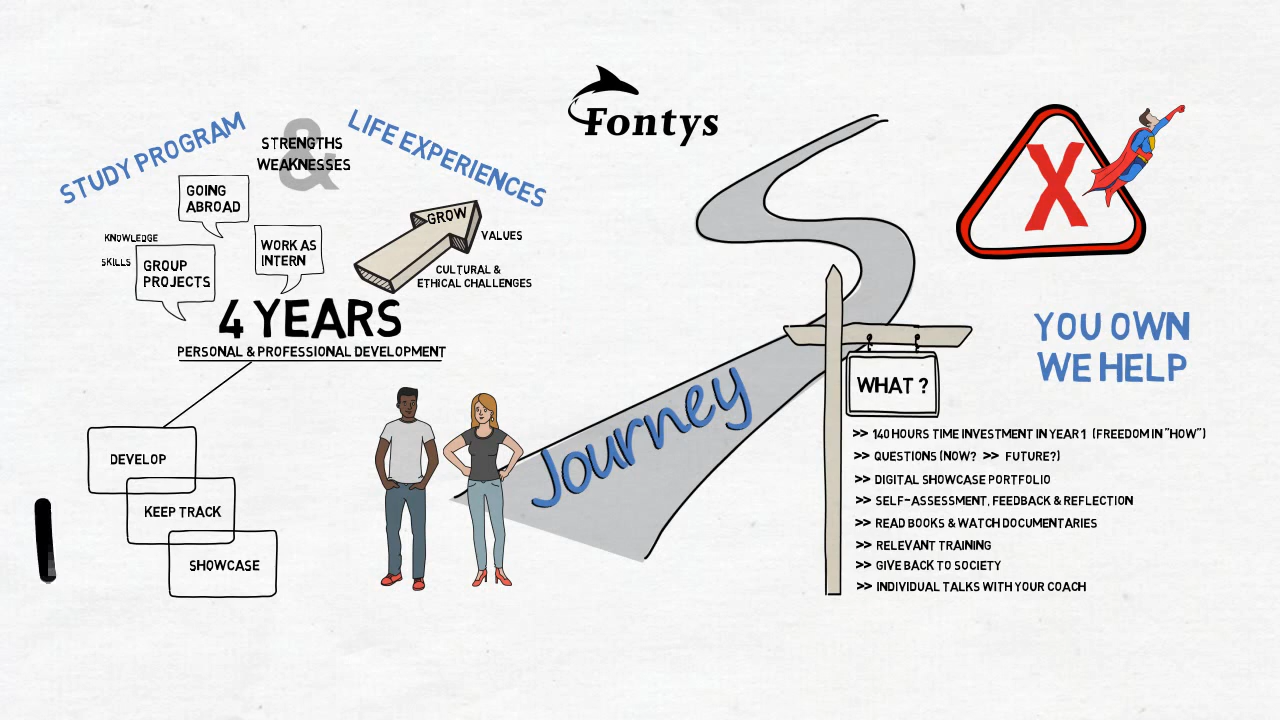 Fontys
STUDY PROGRAM
&
STRENGTHS
WEAKNESSES
LIFE EXPERIENCES
GOING
ABROAD
KNOWLEDGE
SKILLS
GROUP
PROJECTS
WORK AS
INTERN
GROW
VALUES
CULTURAL &
ETHICAL CHALLENGES
4 YEARS
PERSONAL & PROFESSIONAL DEVELOPMENT
DEVELOP
KEEP TRACK
SHOWCASE
Journey
X
YOU OWN
WE HELP
WHAT ?
>> 140 HOURS TIME INVESTMENT IN YEAR 1 (FREEDOM IN "HOW")
>> QUESTIONS (NOW? >> FUTURE?)
>> DIGITAL SHOWCASE PORTFOLIO
>> SELF-ASSESSMENT, FEEDBACK & REFLECTION
>> READ BOOKS & WATCH DOCUMENTARIES
>> RELEVANT TRAINING
>> GIVE BACK TO SOCIETY
>> INDIVIDUAL TALKS WITH YOUR COACH